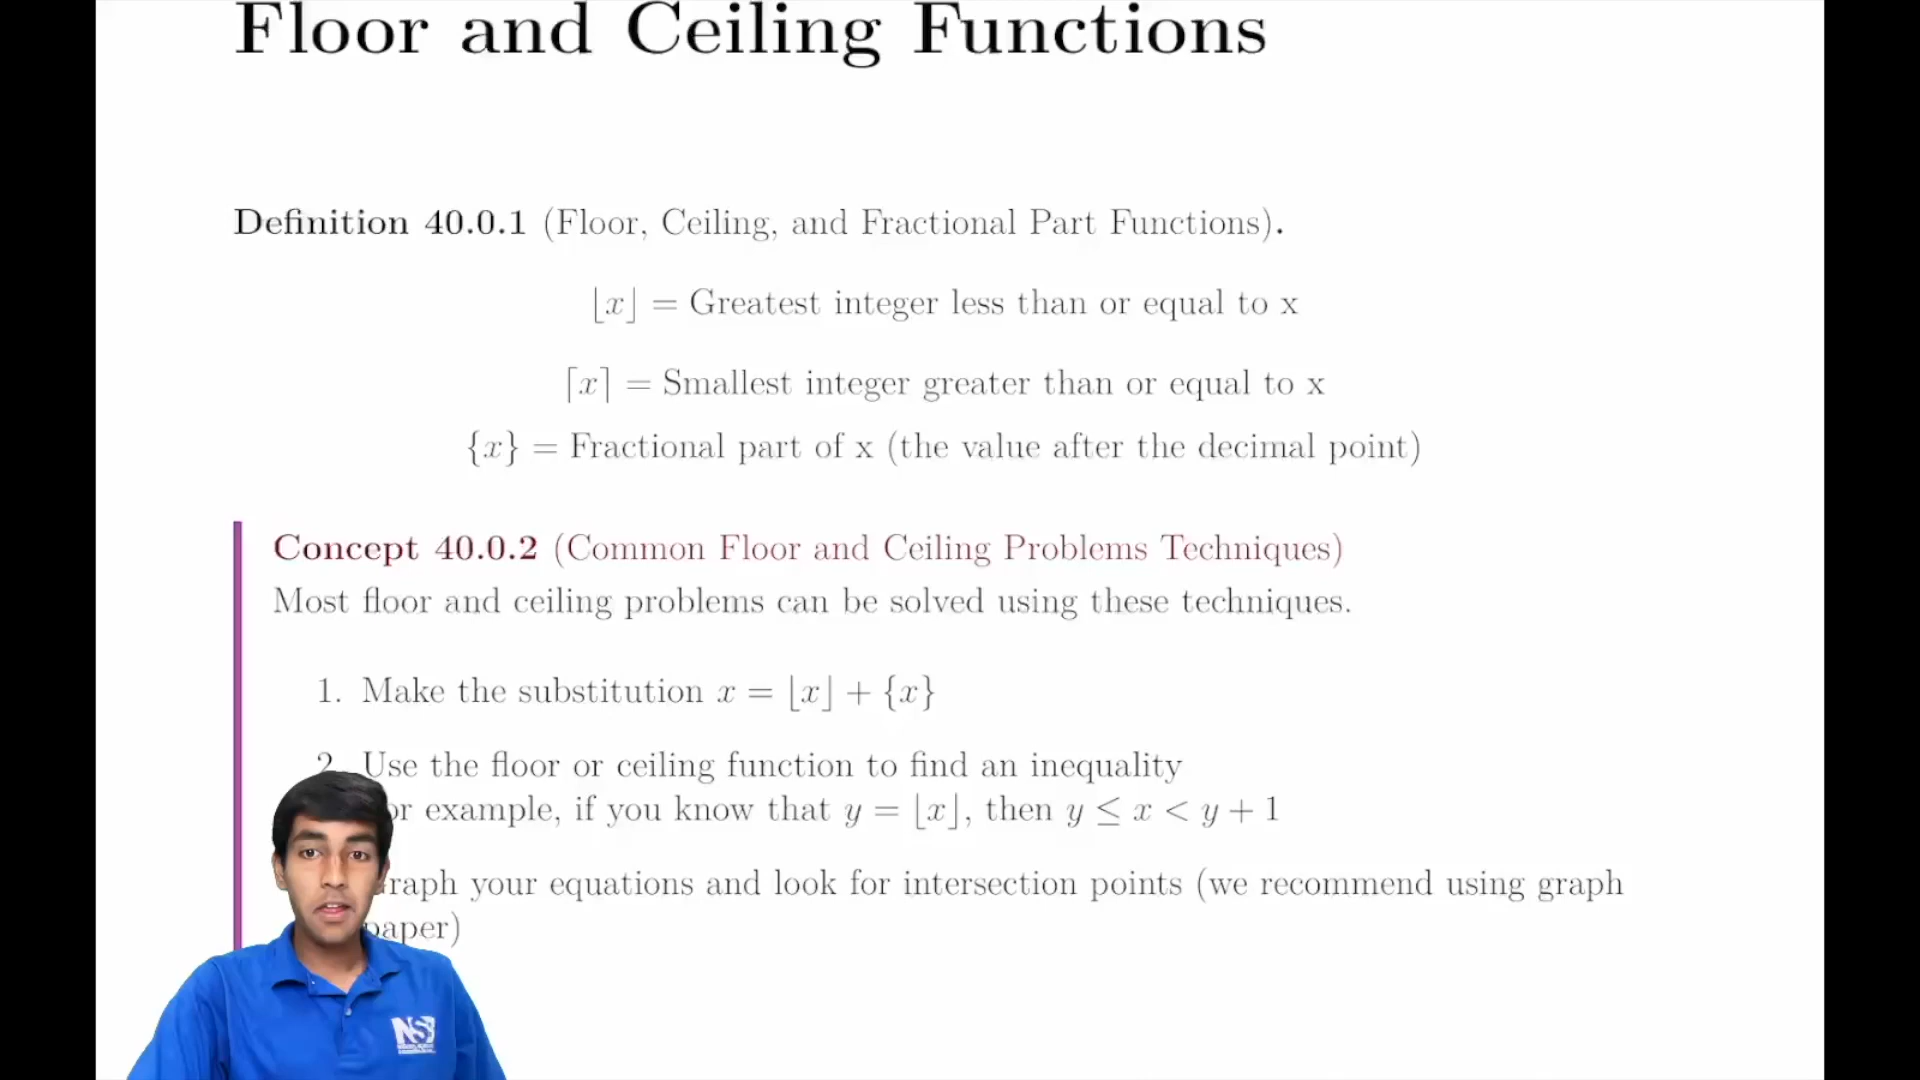 Floor and Ceiling Functions
Definition 40.0.1 (Floor, Ceiling, and Fractional Part Functions).
⌊x⌋ = Greatest integer less than or equal to x
⌈x⌉ = Smallest integer greater than or equal to x
{x} = Fractional part of x (the value after the decimal point)
Concept 40.0.2 (Common Floor and Ceiling Problems Techniques)
Most floor and ceiling problems can be solved using these techniques.
1. Make the substitution x = ⌊x⌋ + {x}
2. Use the floor or ceiling function to find an inequality
or example, if you know that y = ⌊x⌋, then y ≤ x < y + 1
raph your equations and look for intersection points (we recommend using graph
paper)
NSB